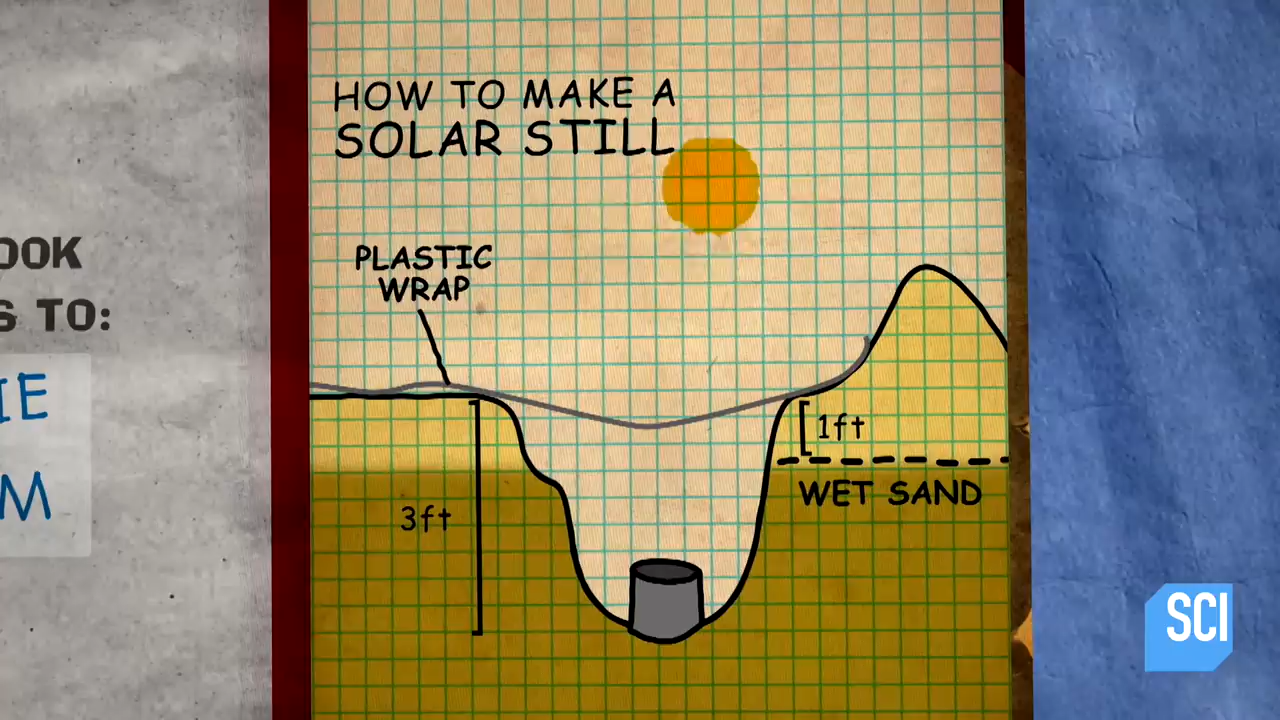 HOW TO MAKE A
SOLAR STILL
PLASTIC
WRAP
OOK
S TO:
IE
M
1ft
WET SAND
3ft
SCI